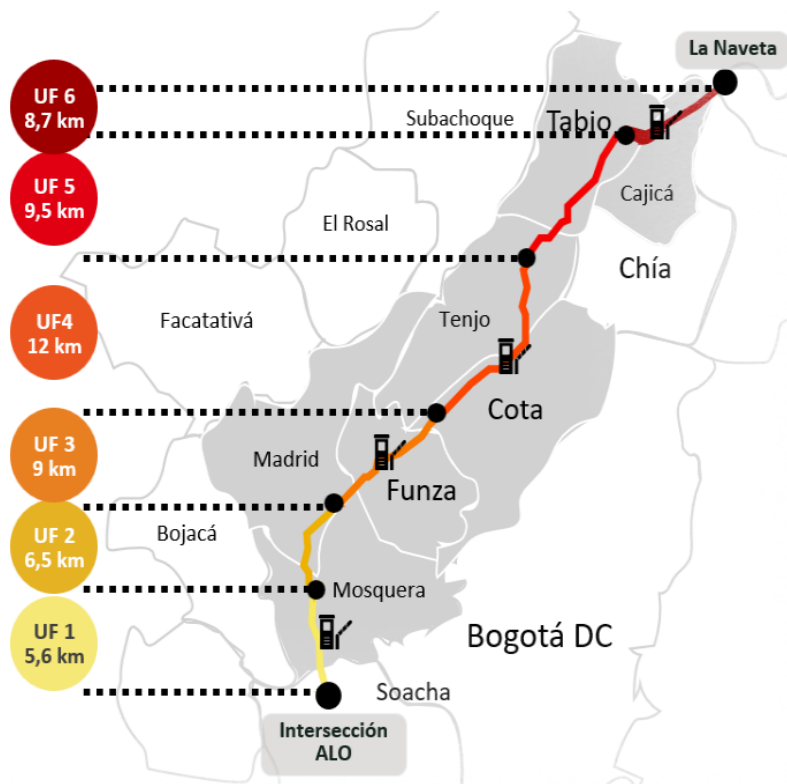 La Naveta
UF 6
8,7 km
Subachoque
Tabio
UF 5
9,5 km
Cajicá
El Rosal
Chía
Facatativá
Tenjo
UF4
12 km
Cota
UF 3
9 km
Madrid
Funza
Bojacá
UF 2
6,5 km
Mosquera
UF 1
5,6 km
Bogotá DC
Soacha
Intersección
ALO